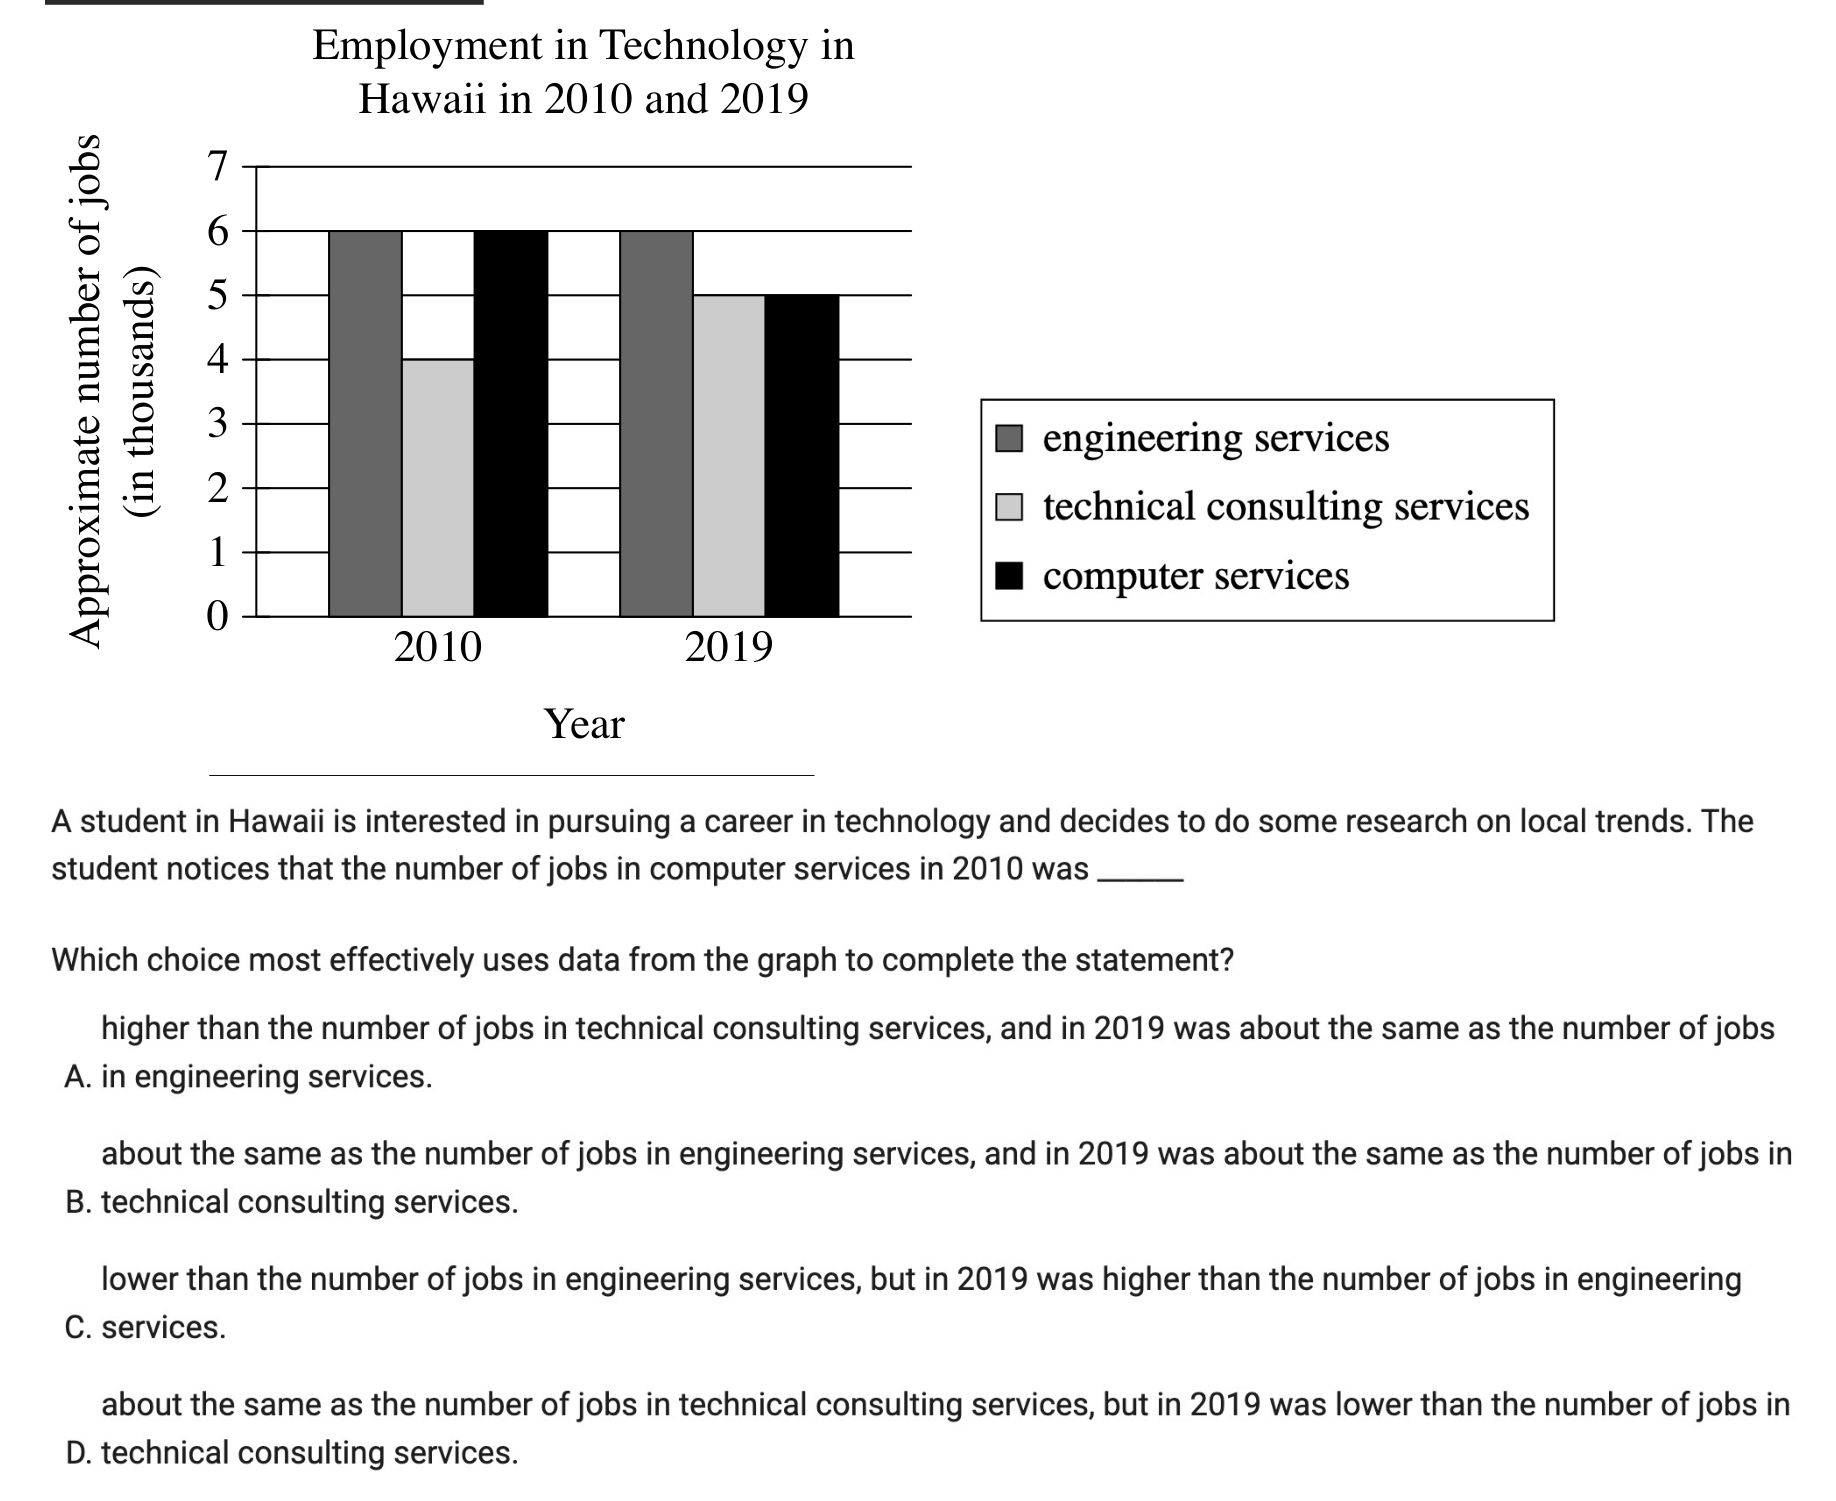 Employment in Technology in
Hawaii in 2010 and 2019
Approximate number of jobs
(in thousands)
7
6
5
4
3
2
1
0
2010 2019
Year
engineering services
technical consulting services
computer services
A student in Hawaii is interested in pursuing a career in technology and decides to do some research on local trends. The
student notices that the number of jobs in computer services in 2010 was ______
Which choice most effectively uses data from the graph to complete the statement?
higher than the number of jobs in technical consulting services, and in 2019 was about the same as the number of jobs
A. in engineering services.
about the same as the number of jobs in engineering services, and in 2019 was about the same as the number of jobs in
B. technical consulting services.
lower than the number of jobs in engineering services, but in 2019 was higher than the number of jobs in engineering
C. services.
about the same as the number of jobs in technical consulting services, but in 2019 was lower than the number of jobs in
D. technical consulting services.